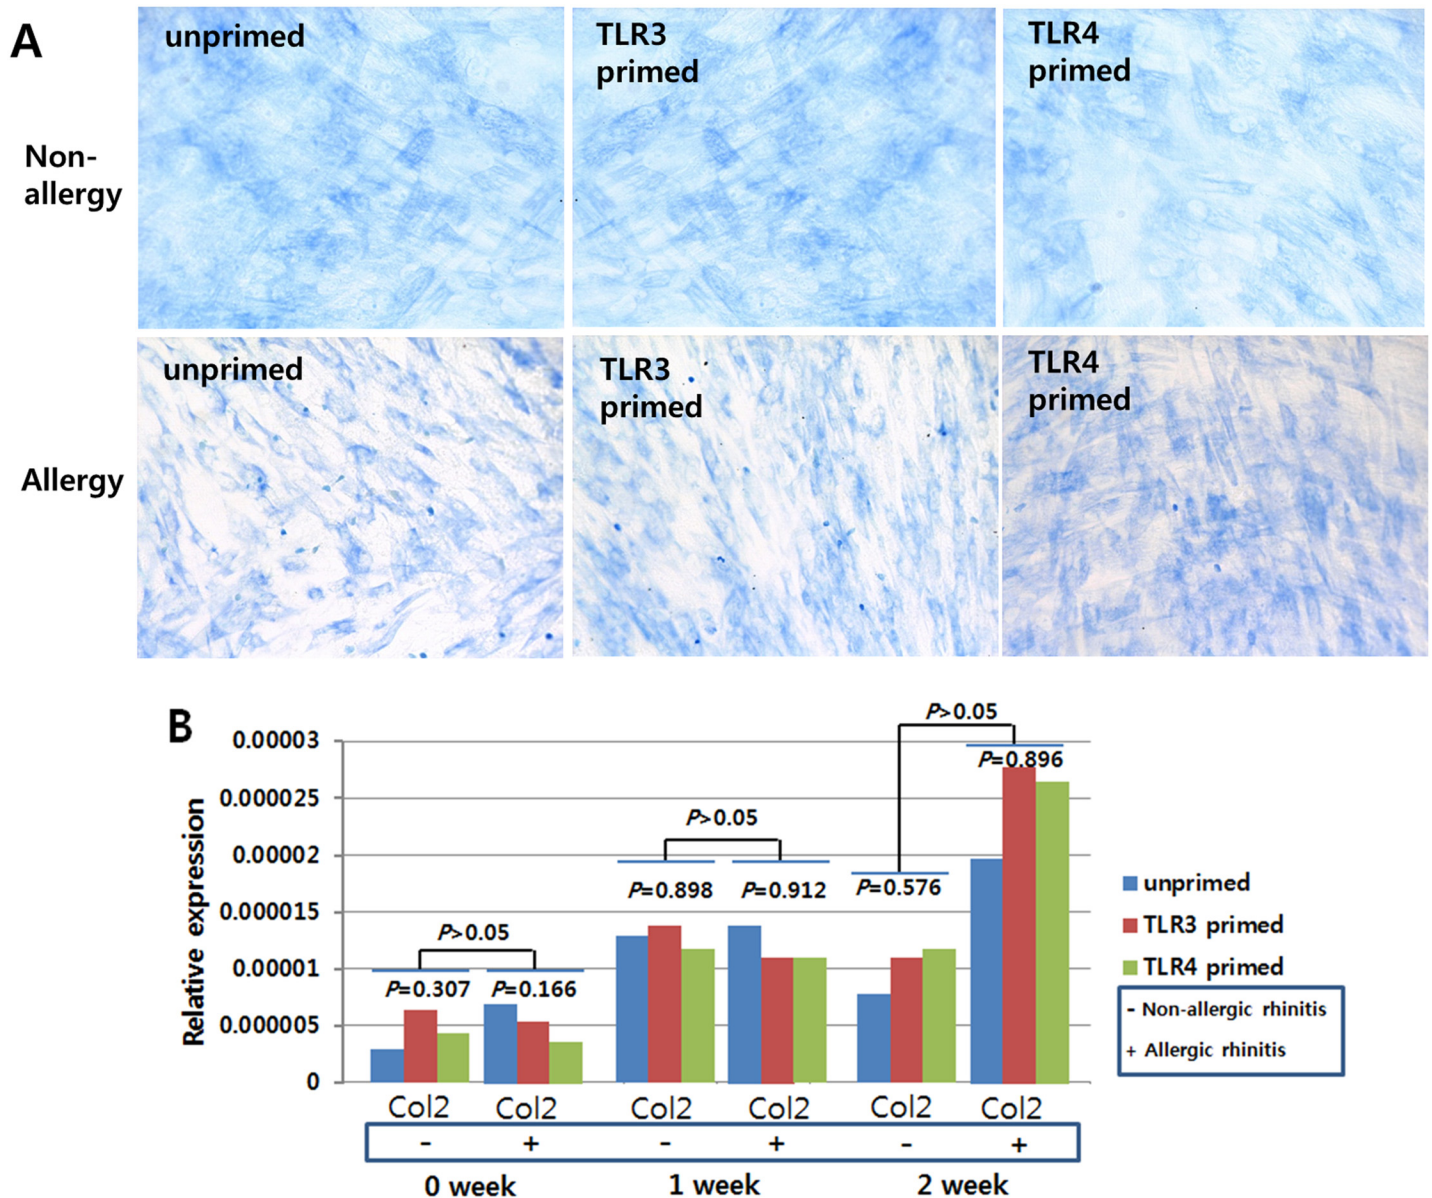 A
unprimed
TLR3
primed
TLR4
primed
Non-
allergy
unprimed
TLR3
primed
TLR4
primed
Allergy
B
P>0.05
0.00003
P=0.896
0.000025
P>0.05
0.00002
P=0.898
P=0.912
P=0.576
0.000015
P>0.05
0.00001
P=0.307
P=0.166
0.000005
0
Relative expression
unprimed
TLR3 primed
TLR4 primed
- Non-allergic rhinitis
+ Allergic rhinitis
Col2 Col2 Col2 Col2 Col2 Col2
- + - + - +
0 week 1 week 2 week